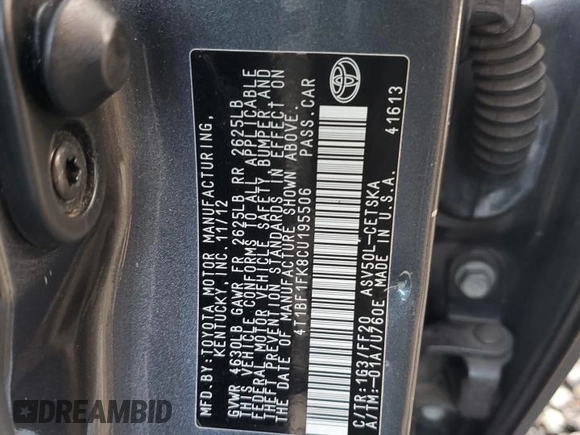 MFD. BY: TOYOTA MOTOR MANUFACTURING,
KENTUCKY, INC. 11/12
GVWR 4630LB GAWR FR 2625LB RR 2625LB
THIS VEHICLE CONFORMS TO ALL APPLICABLE
FEDERAL MOTOR VEHICLE SAFETY, BUMPER, AND
THEFT PREVENTION STANDARDS IN EFFECT ON
THE DATE OF MANUFACTURE SHOWN ABOVE.
4T1BF1FK8CU195506 PASS. CAR
C/TR:1G3/FF20 ASV50L-CETSKA
A/TM:-01A/U760E MADE IN U.S.A.
41613
DREAMBID